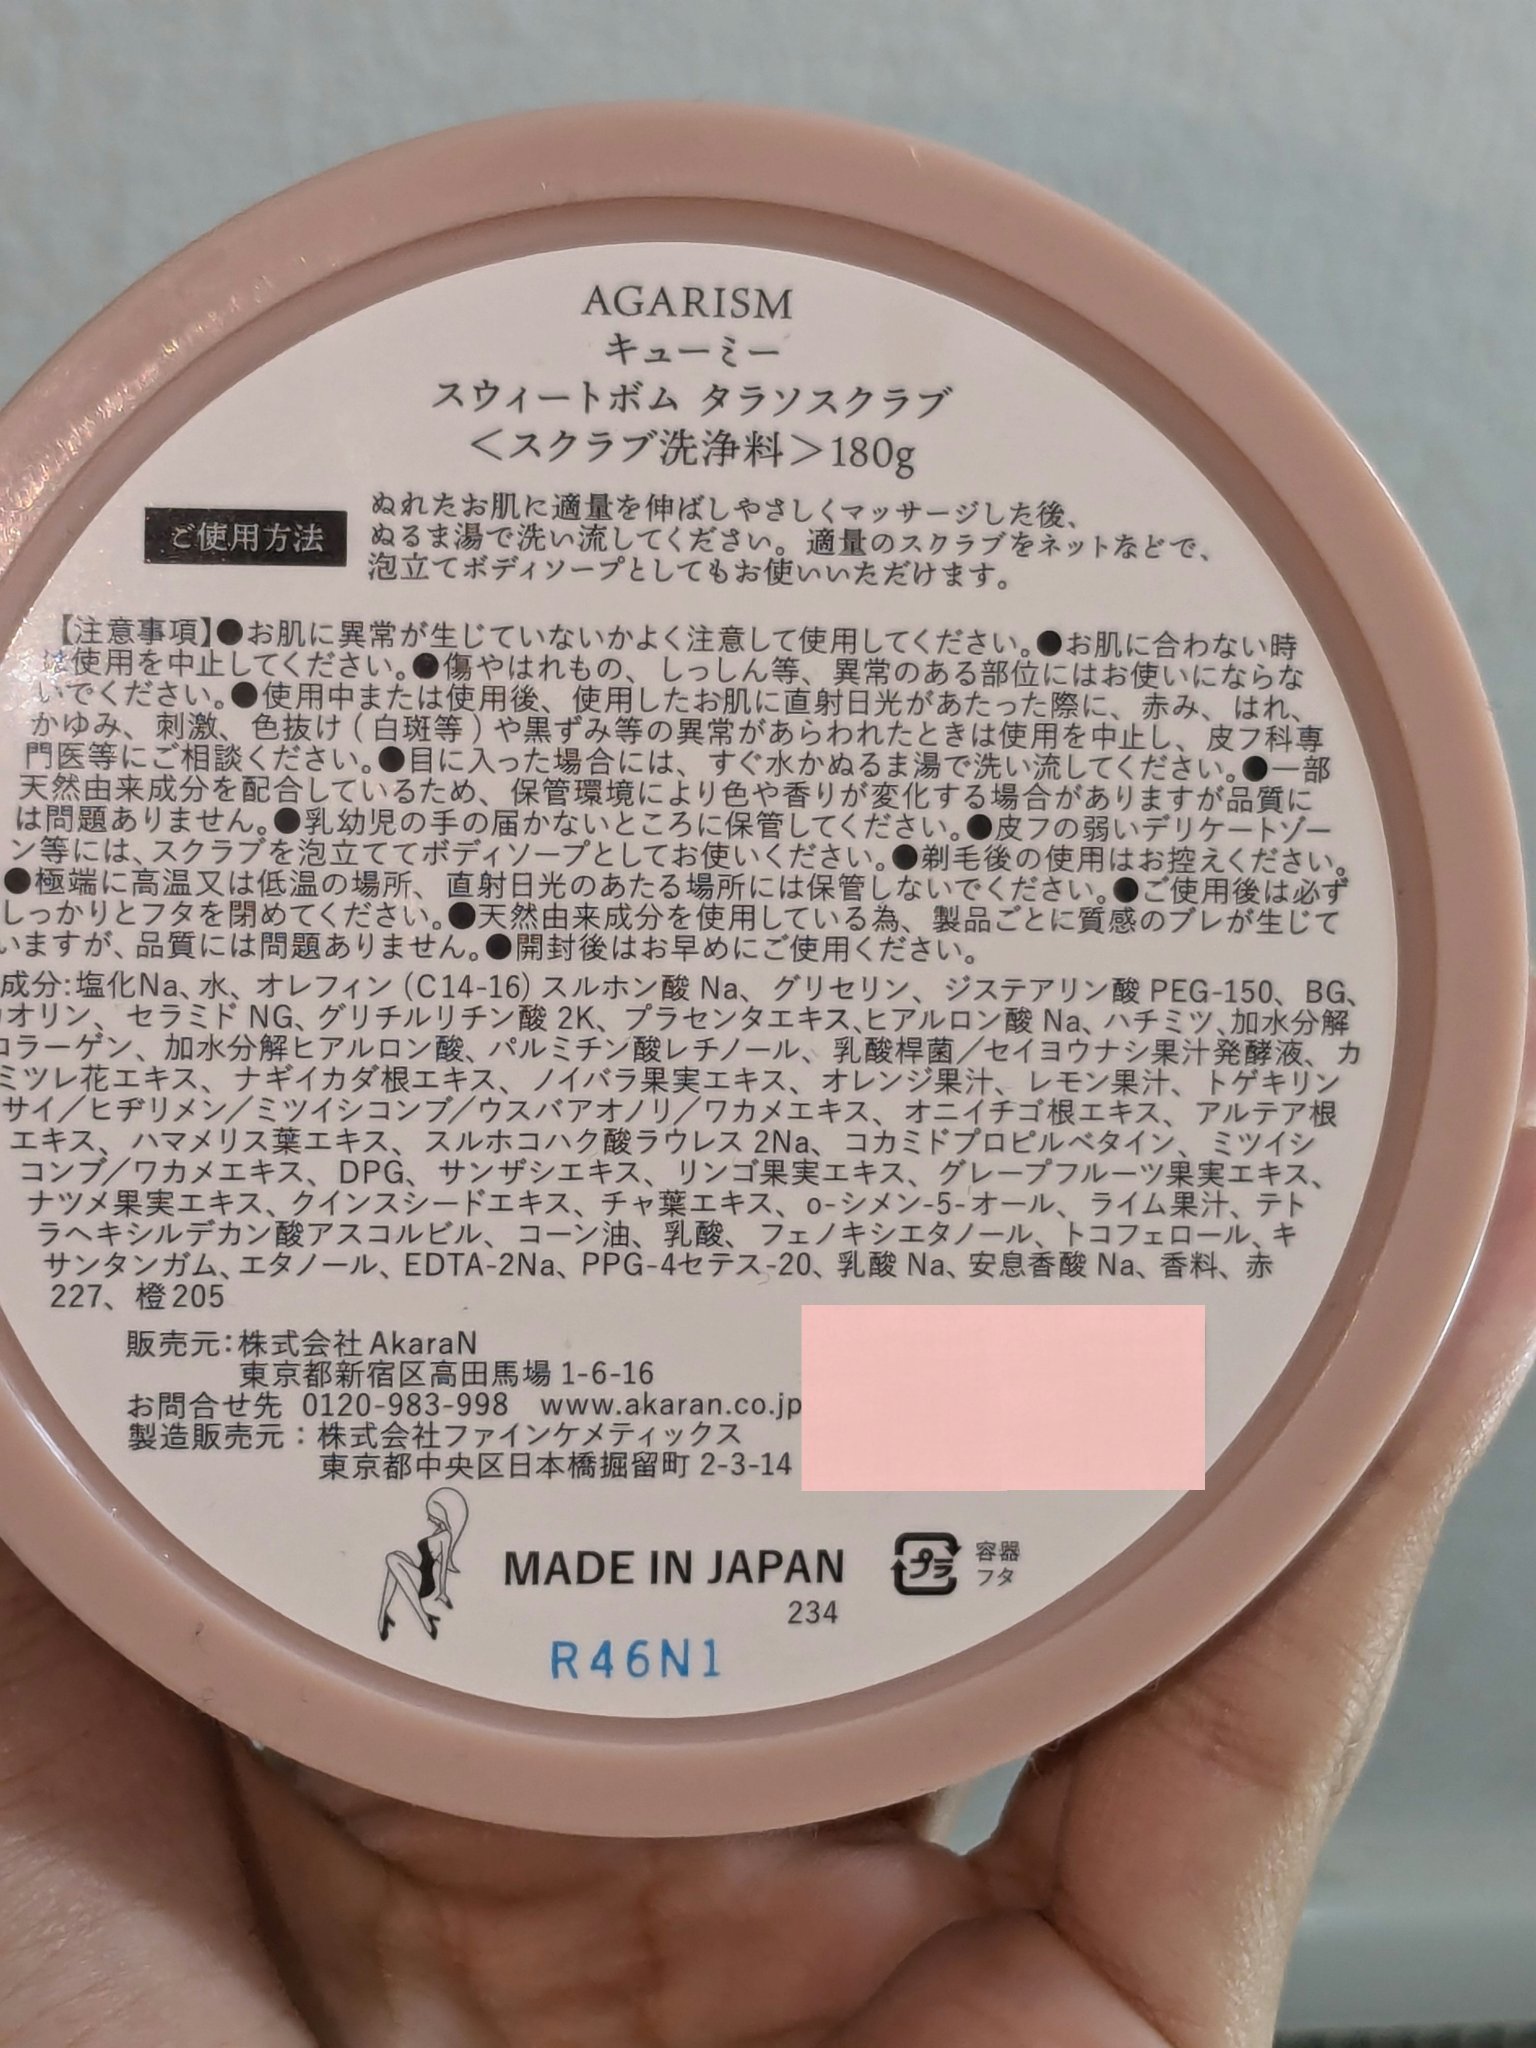 AGARISM
キューミー
スウィートボム タラソスクラブ
＜スクラブ洗浄料＞180g
ご使用方法
ぬれたお肌に適量を伸ばしやさしくマッサージした後、
ぬるま湯で洗い流してください。適量のスクラブをネットなどで、
泡立てボディソープとしてもお使いいただけます。
【注意事項】●お肌に異常が生じていないかよく注意して使用してください。●お肌に合わない時
は使用を中止してください。●傷やはれもの、しっしん等、異常のある部位にはお使いにならな
いでください。●使用中または使用後、使用したお肌に直射日光があたった際に、赤み、はれ、
かゆみ、刺激、色抜け(白斑等)や黒ずみ等の異常があらわれたときは使用を中止し、皮フ科専
門医等にご相談ください。●目に入った場合には、すぐ水かぬるま湯で洗い流してください。●一部
天然由来成分を配合しているため、保管環境により色や香りが変化する場合がありますが品質に
は問題ありません。●乳幼児の手の届かないところに保管してください。●皮フの弱いデリケートゾー
ン等には、スクラブを泡立ててボディソープとしてお使いください。●剃毛後の使用はお控えください。
●極端に高温又は低温の場所、直射日光のあたる場所には保管しないでください。●ご使用後は必ず
しっかりとフタを閉めてください。●天然由来成分を使用している為、製品ごとに質感のブレが生じて
いますが、品質には問題ありません。●開封後はお早めにご使用ください。
成分:塩化Na、水、オレフィン(C14-16)スルホン酸Na、グリセリン、ジステアリン酸PEG-150、BG、
カオリン、セラミドNG、グリチルリチン酸2K、プラセンタエキス、ヒアルロン酸Na、ハチミツ、加水分解
コラーゲン、加水分解ヒアルロン酸、パルミチン酸レチノール、乳酸桿菌／セイヨウナシ果汁発酵液、カ
ミツレ花エキス、ナギイカダ根エキス、ノイバラ果実エキス、オレンジ果汁、レモン果汁、トゲキリン
サイ／ヒヂリメン／ミツイシコンブ／ウスバアオノリ／ワカメエキス、オニイチゴ根エキス、アルテア根
エキス、ハマメリス葉エキス、スルホコハク酸ラウレス2Na、コカミドプロピルベタイン、ミツイシ
コンブ／ワカメエキス、DPG、サンザシエキス、リンゴ果実エキス、グレープフルーツ果実エキス、
ナツメ果実エキス、クインスシードエキス、チャ葉エキス、o-シメン-5-オール、ライム果汁、テト
ラヘキシルデカン酸アスコルビル、コーン油、乳酸、フェノキシエタノール、トコフェロール、キ
サンタンガム、エタノール、EDTA-2Na、PPG-4セテス-20、乳酸Na、安息香酸Na、香料、赤
227、橙205
販売元:株式会社AkaraN
東京都新宿区高田馬場1-6-16
お問合せ先 0120-983-998 www.akaran.co.jp
製造販売元：株式会社ファインケメティックス
東京都中央区日本橋掘留町2-3-14
MADE IN JAPAN
プラ
容器
フタ
234
R46N1